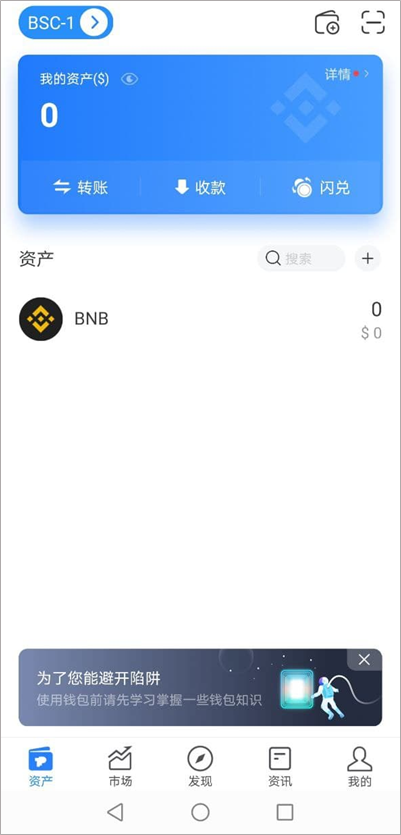 BSC-1
我的资产($)
详情
0
转账
收款
闪兑
资产
搜索
BNB
0
$ 0
为了您能避开陷阱
使用钱包前请先学习掌握一些钱包知识
资产
市场
发现
资讯
我的